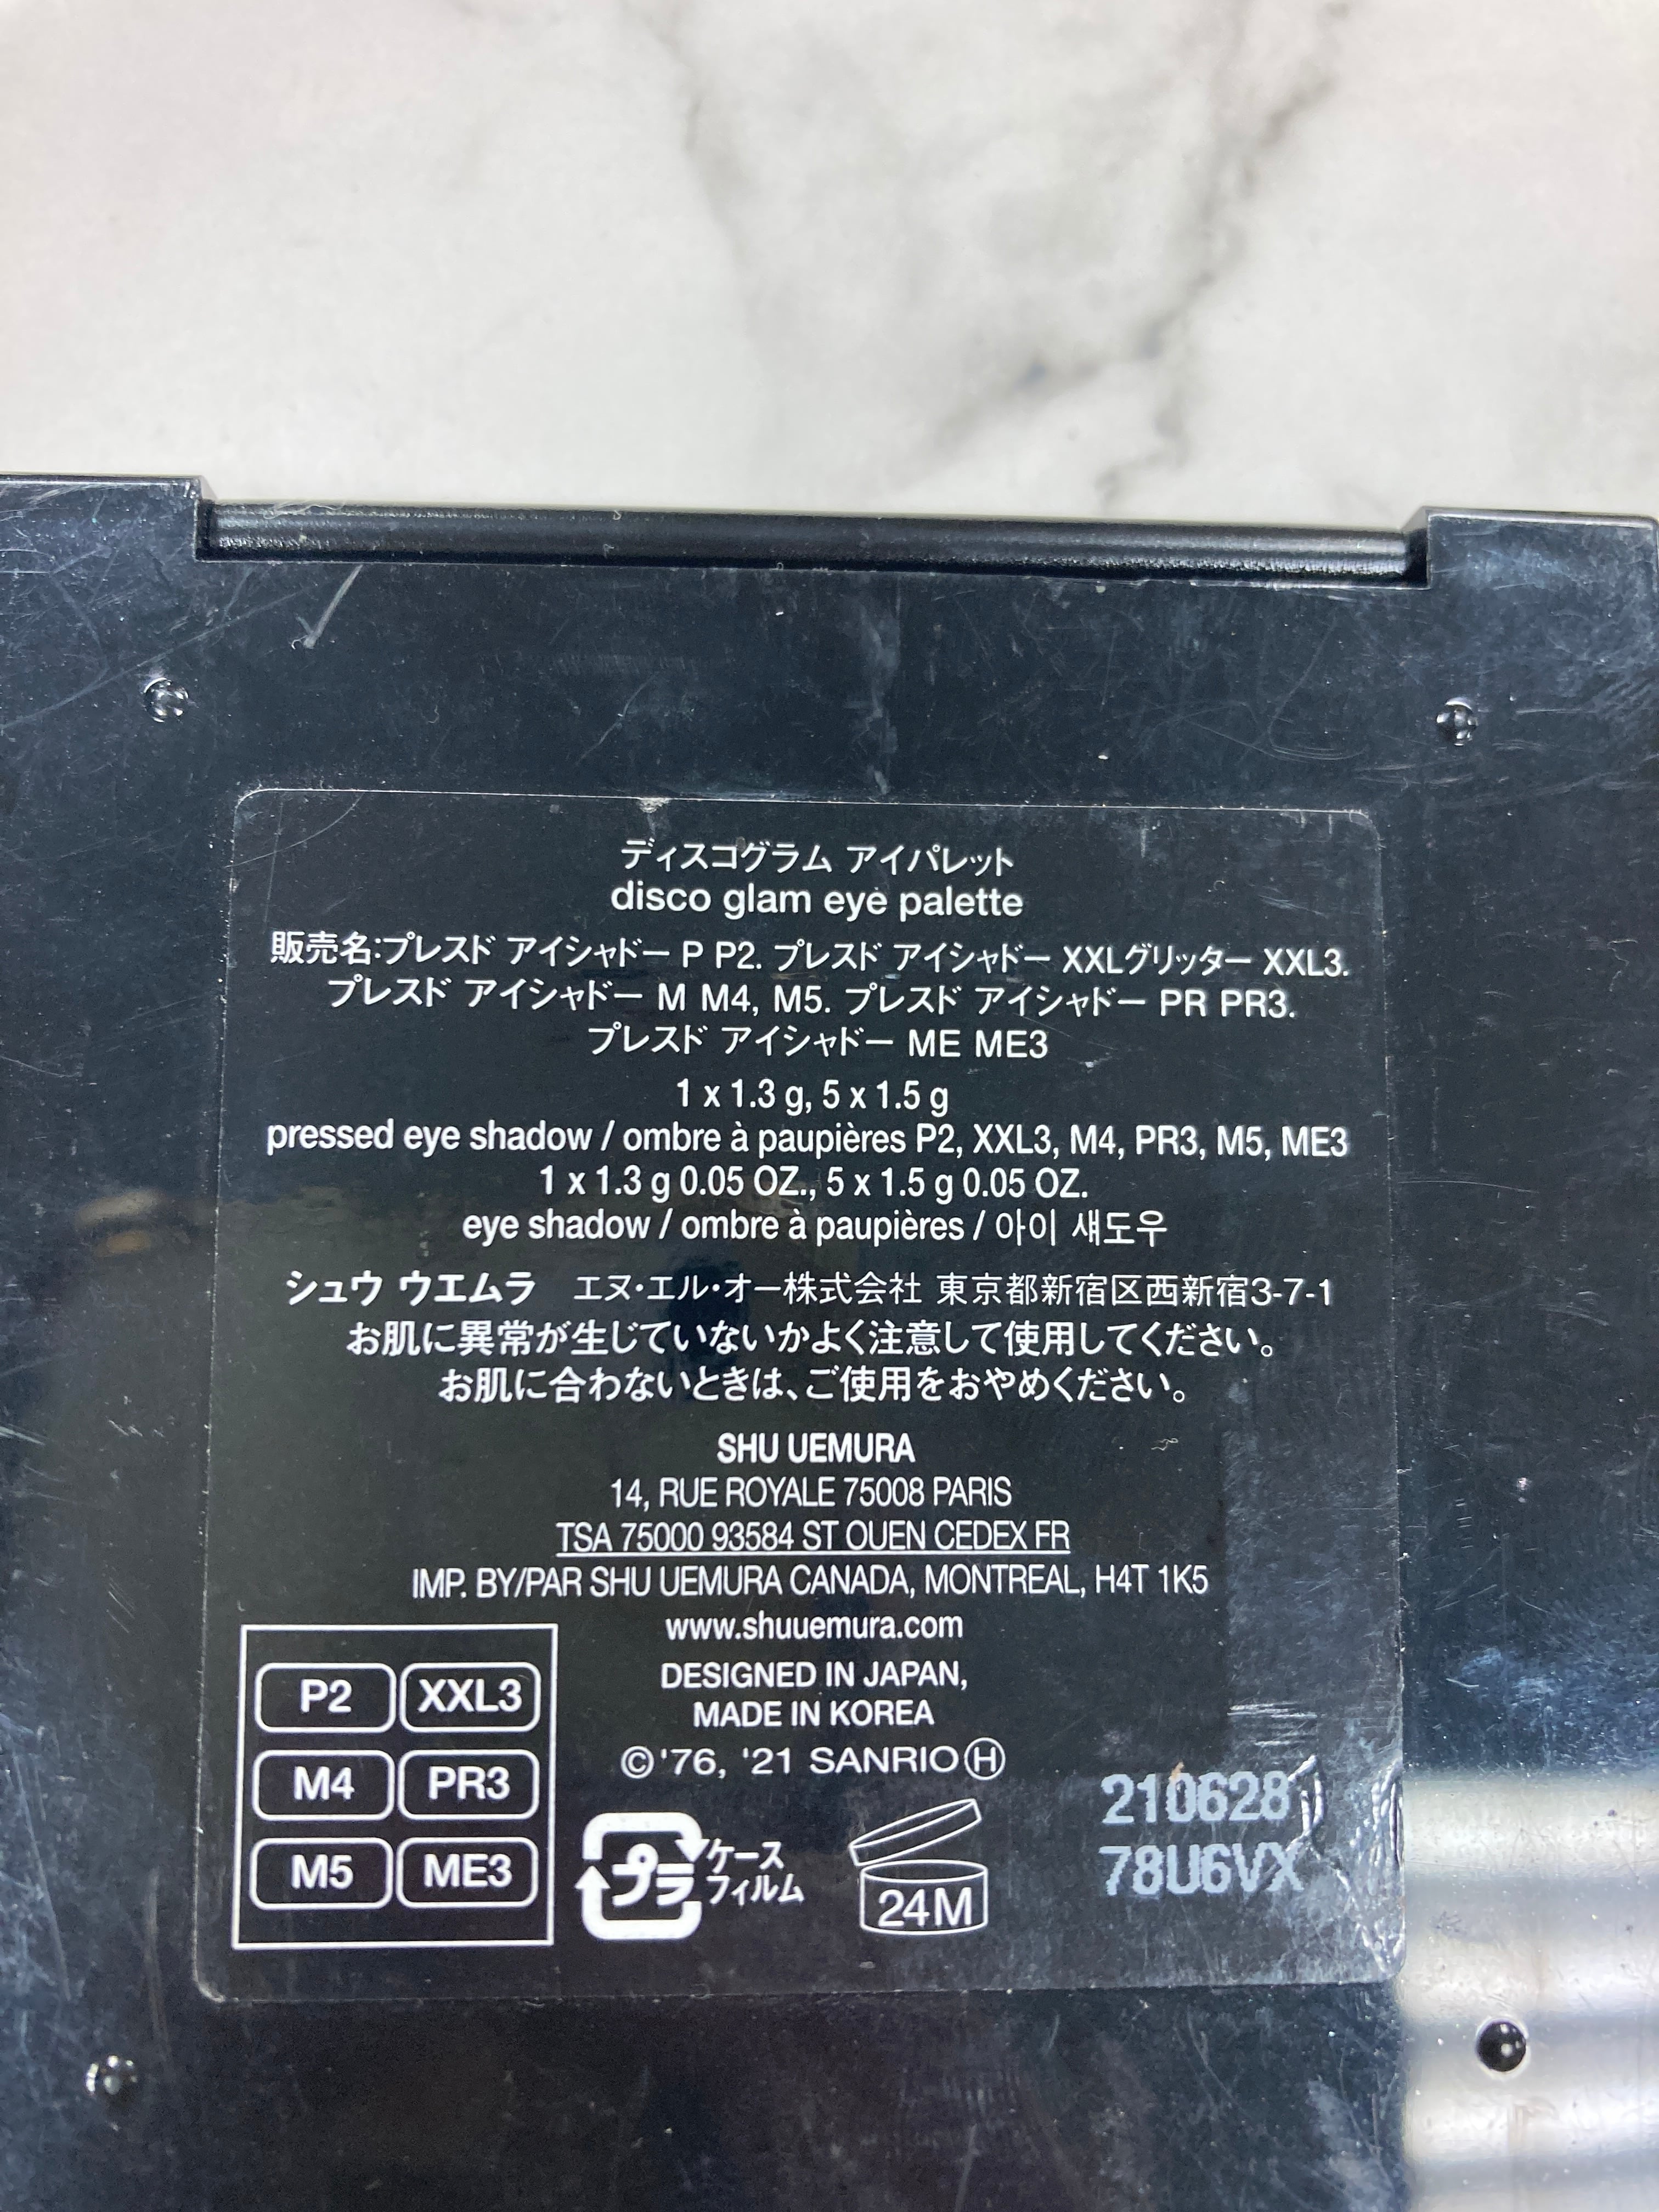 ディスコグラム アイパレット
disco glam eye palette
販売名:プレスド アイシャドー P P2. プレスド アイシャドー XXLグリッター XXL3.
プレスド アイシャドー M M4, M5. プレスド アイシャドー PR PR3.
プレスド アイシャドー ME ME3
1 x 1.3 g, 5 x 1.5 g
pressed eye shadow / ombre à paupières P2, XXL3, M4, PR3, M5, ME3
1 x 1.3 g 0.05 OZ., 5 x 1.5 g 0.05 OZ.
eye shadow / ombre à paupières / 아이 섀도우
シュウ ウエムラ エヌ・エル・オー株式会社 東京都新宿区西新宿3-7-1
お肌に異常が生じていないかよく注意して使用してください。
お肌に合わないときは、ご使用をおやめください。
SHU UEMURA
14, RUE ROYALE 75008 PARIS
TSA 75000 93584 ST OUEN CEDEX FR
IMP. BY/PAR SHU UEMURA CANADA, MONTREAL, H4T 1K5
www.shuuemura.com
DESIGNED IN JAPAN,
MADE IN KOREA
©'76, '21 SANRIO Ⓗ
P2 XXL3
M4 PR3
M5 ME3
プラ
ケース
フィルム
24M
210628
78U6VX